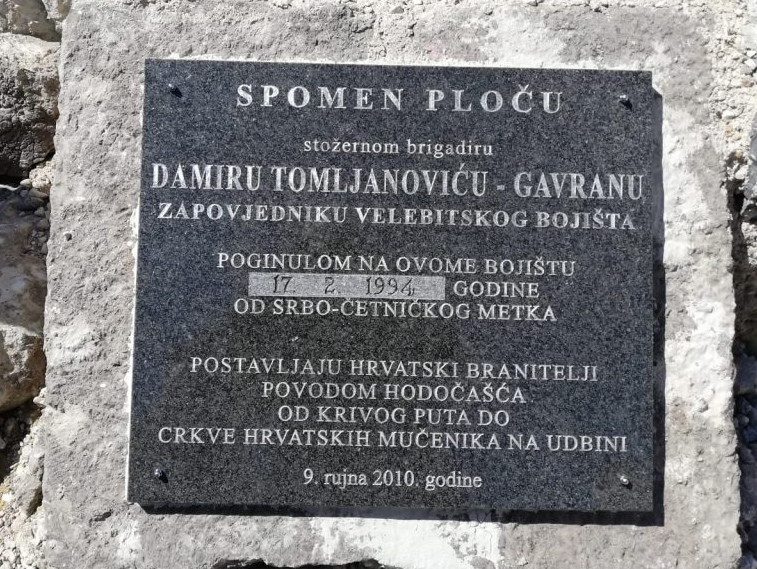 SPOMEN PLOČU
stožernom brigadiru
DAMIRU TOMLJANOVIĆU - GAVRANU
ZAPOVJEDNIKU VELEBITSKOG BOJIŠTA
POGINULOM NA OVOME BOJIŠTU
17. 2. 1994. GODINE
OD SRBO-ČETNIČKOG METKA
POSTAVLJAJU HRVATSKI BRANITELJI
POVODOM HODOČAŠĆA
OD KRIVOG PUTA DO
CRKVE HRVATSKIH MUČENIKA NA UDBINI
9. rujna 2010. godine